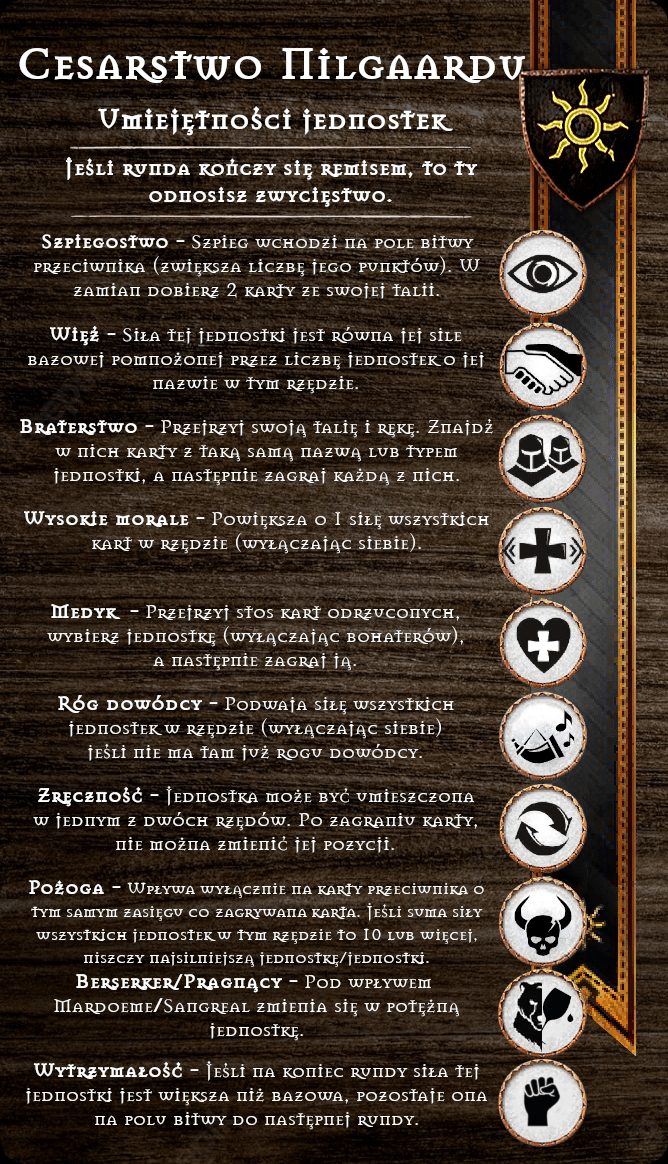 Cesarstwo Nilgaardu
Umiejętności jednostek
Jeśli runda kończy się remisem, to ty
odnosisz zwycięstwo.
Szpiegostwo - Szpieg wchodzi na pole bitwy
przeciwnika (zwiększa liczbę jego punktów). W
zamian dobierz 2 karty ze swojej talii.
Więź - Siła tej jednostki jest równa jej sile
bazowej pomnożonej przez liczbę jednostek o jej
nazwie w tym rzędzie.
Braterstwo - Przejrzyj swoją talię i rękę. Znajdź
w nich karty z taką samą nazwą lub typem
jednostki, a następnie zagraj każdą z nich.
Wysokie morale - Powiększa o 1 siłę wszystkich
kart w rzędzie (wyłączając siebie).
Medyk - Przejrzyj stos kart odrzuconych,
wybierz jednostkę (wyłączając bohaterów),
a następnie zagraj ją.
Róg dowódcy - Podwaja siłę wszystkich
jednostek w rzędzie (wyłączając siebie)
jeśli nie ma tam już rogu dowódcy.
Zręczność - Jednostka może być umieszczona
w jednym z dwóch rzędów. Po zagraniu karty,
nie można zmienić jej pozycji.
Pożoga - Wpływa wyłącznie na karty przeciwnika o
tym samym zasięgu co zagrywana karta. Jeśli suma siły
wszystkich jednostek w tym rzędzie to 10 lub więcej,
niszczy najsilniejszą jednostkę/jednostki.
Berserker/Pragnący - Pod wpływem
Mardoeme/Sangreal zmienia się w potężną
jednostkę.
Wytrzymałość - Jeśli na koniec rundy siła tej
jednostki jest większa niż bazowa, pozostaje ona
na polu bitwy do następnej rundy.